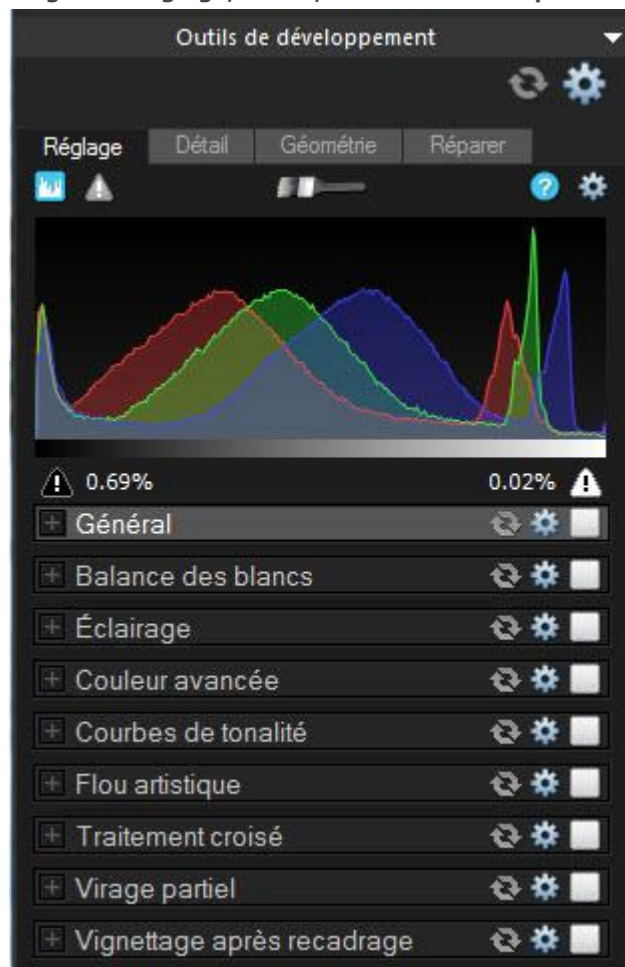 Outils de développement
Réglage Détail Géométrie Réparer
?
0.69% 0.02%
Général
Balance des blancs
Éclairage
Couleur avancée
Courbes de tonalité
Flou artistique
Traitement croisé
Virage partiel
Vignettage après recadrage